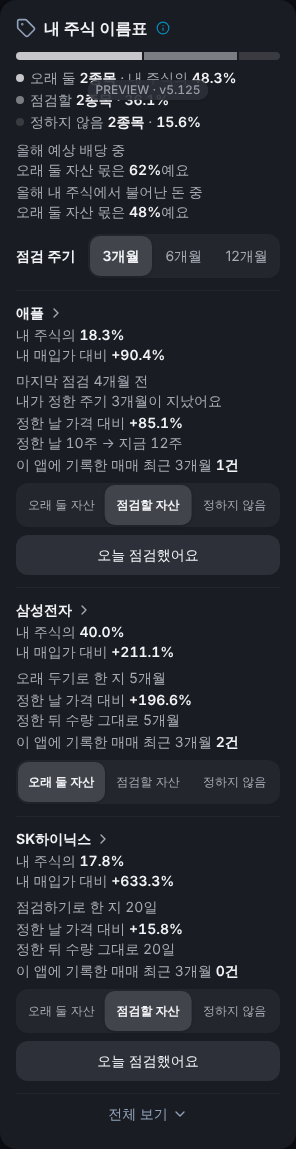 내 주식 이름표
오래 둘 2종목 · 내 주식의 48.3%
PREVIEW · v5.125
점검할 2종목 · 36.1%
정하지 않음 2종목 · 15.6%
올해 예상 배당 중
오래 둘 자산 몫은 62%예요
올해 내 주식에서 불어난 돈 중
오래 둘 자산 몫은 48%예요
점검 주기 3개월 6개월 12개월
애플
내 주식의 18.3%
내 매입가 대비 +90.4%
마지막 점검 4개월 전
내가 정한 주기 3개월이 지났어요
정한 날 가격 대비 +85.1%
정한 날 10주 → 지금 12주
이 앱에 기록한 매매 최근 3개월 1건
오래 둘 자산 점검할 자산 정하지 않음
오늘 점검했어요
삼성전자
내 주식의 40.0%
내 매입가 대비 +211.1%
오래 두기로 한 지 5개월
정한 날 가격 대비 +196.6%
정한 뒤 수량 그대로 5개월
이 앱에 기록한 매매 최근 3개월 2건
오래 둘 자산 점검할 자산 정하지 않음
SK하이닉스
내 주식의 17.8%
내 매입가 대비 +633.3%
점검하기로 한 지 20일
정한 날 가격 대비 +15.8%
정한 뒤 수량 그대로 20일
이 앱에 기록한 매매 최근 3개월 0건
오래 둘 자산 점검할 자산 정하지 않음
오늘 점검했어요
전체 보기